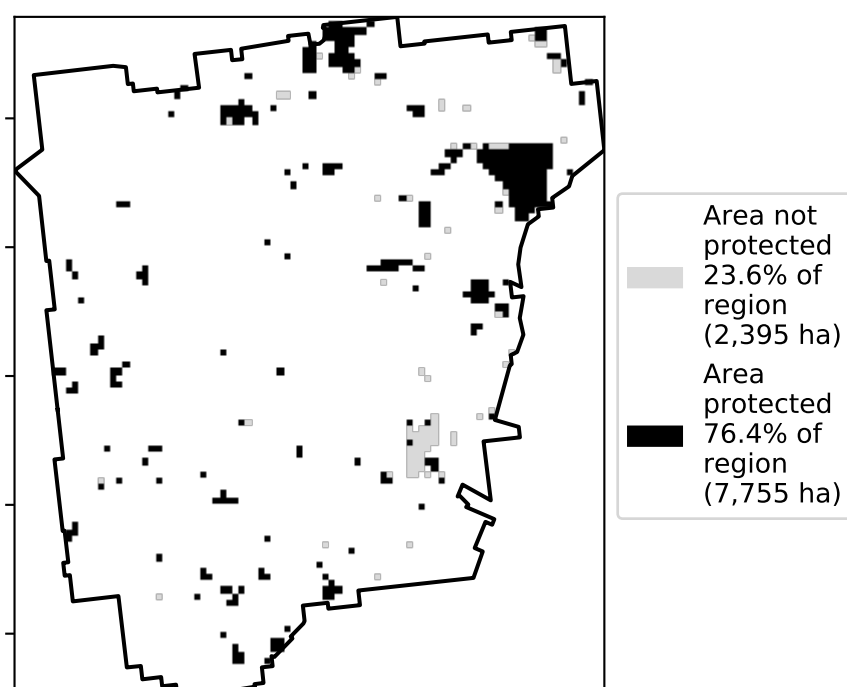 Area not
protected
23.6% of
region
(2,395 ha)
Area
protected
76.4% of
region
(7,755 ha)